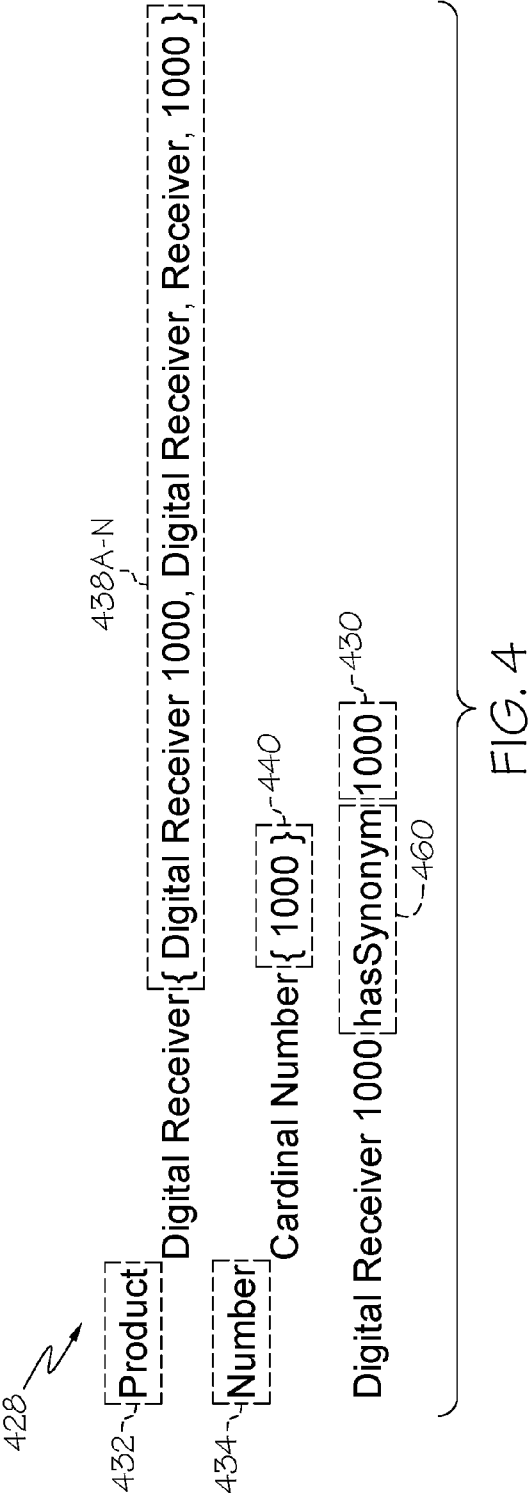 428
432 Product
438A-N
Digital Receiver { Digital Receiver 1000, Digital Receiver, Receiver, 1000 }
434 Number
Cardinal Number { 1000 } 440
Digital Receiver 1000 hasSynonym 1000 430
460
FIG. 4